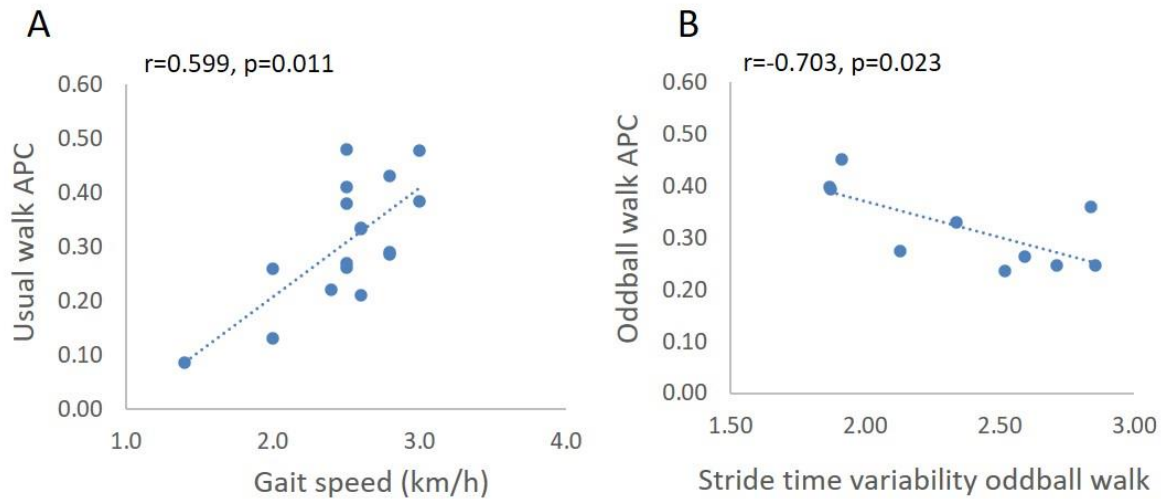 A
r=0.599, p=0.011
Usual walk APC
0.60
0.50
0.40
0.30
0.20
0.10
0.00
1.0 2.0 3.0 4.0
Gait speed (km/h)
B
r=-0.703, p=0.023
Oddball walk APC
0.60
0.50
0.40
0.30
0.20
0.10
0.00
1.50 2.00 2.50 3.00
Stride time variability oddball walk